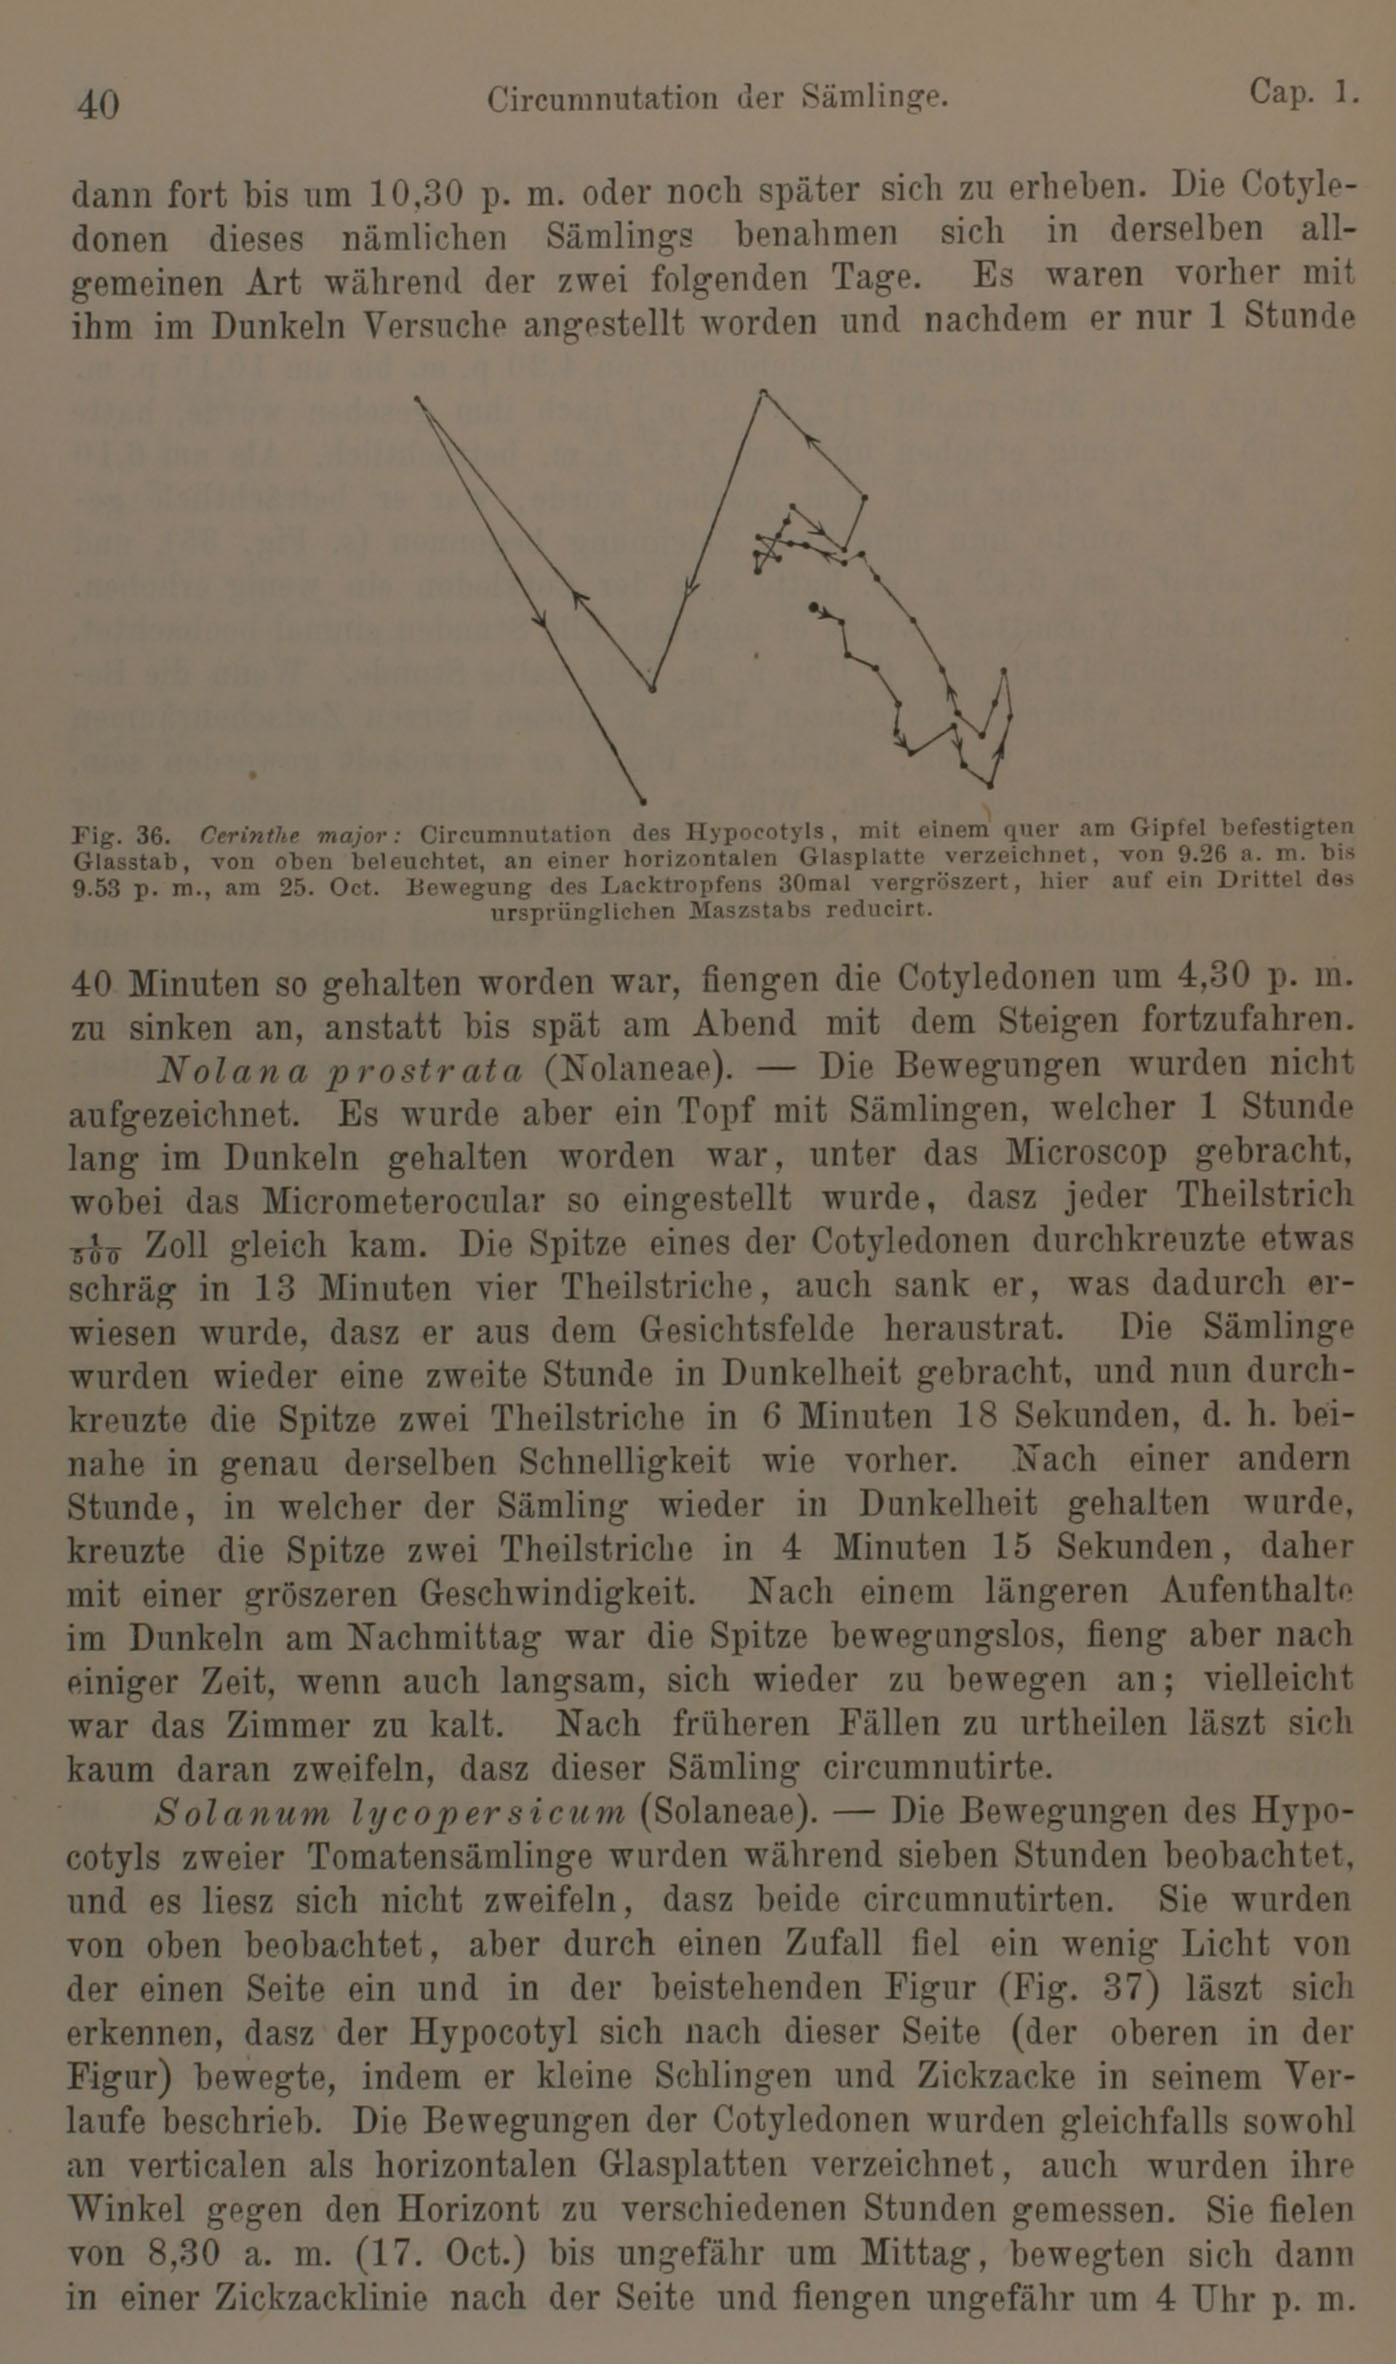 40
Circumnutation der Sämlinge.
Cap. 1.
dann fort bis um 10,30 p. m. oder noch später sich zu erheben. Die Cotyle-
donen dieses nämlichen Sämlings benahmen sich in derselben all-
gemeinen Art während der zwei folgenden Tage. Es waren vorher mit
ihm im Dunkeln Versuche angestellt worden und nachdem er nur 1 Stunde
Fig. 36. Cerinthe major: Circumnutation des Hypocotyls, mit einem quer am Gipfel befestigten
Glasstab, von oben beleuchtet, an einer horizontalen Glasplatte verzeichnet, von 9.26 a. m. bis
9.53 p. m., am 25. Oct. Bewegung des Lacktropfens 30mal vergröszert, hier auf ein Drittel des
ursprünglichen Maszstabs reducirt.
40 Minuten so gehalten worden war, fiengen die Cotyledonen um 4,30 p. m.
zu sinken an, anstatt bis spät am Abend mit dem Steigen fortzufahren.
Nolana prostrata (Nolaneae). — Die Bewegungen wurden nicht
aufgezeichnet. Es wurde aber ein Topf mit Sämlingen, welcher 1 Stunde
lang im Dunkeln gehalten worden war, unter das Microscop gebracht,
wobei das Micrometerocular so eingestellt wurde, dasz jeder Theilstrich
1/500 Zoll gleich kam. Die Spitze eines der Cotyledonen durchkreuzte etwas
schräg in 13 Minuten vier Theilstriche, auch sank er, was dadurch er-
wiesen wurde, dasz er aus dem Gesichtsfelde heraustrat. Die Sämlinge
wurden wieder eine zweite Stunde in Dunkelheit gebracht, und nun durch-
kreuzte die Spitze zwei Theilstriche in 6 Minuten 18 Sekunden, d. h. bei-
nahe in genau derselben Schnelligkeit wie vorher. Nach einer andern
Stunde, in welcher der Sämling wieder in Dunkelheit gehalten wurde,
kreuzte die Spitze zwei Theilstriche in 4 Minuten 15 Sekunden, daher
mit einer gröszeren Geschwindigkeit. Nach einem längeren Aufenthalte
im Dunkeln am Nachmittag war die Spitze bewegungslos, fieng aber nach
einiger Zeit, wenn auch langsam, sich wieder zu bewegen an; vielleicht
war das Zimmer zu kalt. Nach früheren Fällen zu urtheilen läszt sich
kaum daran zweifeln, dasz dieser Sämling circumnutirte.
Solanum lycopersicum (Solaneae). — Die Bewegungen des Hypo-
cotyls zweier Tomatensämlinge wurden während sieben Stunden beobachtet,
und es liesz sich nicht zweifeln, dasz beide circumnutirten. Sie wurden
von oben beobachtet, aber durch einen Zufall fiel ein wenig Licht von
der einen Seite ein und in der beistehenden Figur (Fig. 37) läszt sich
erkennen, dasz der Hypocotyl sich nach dieser Seite (der oberen in der
Figur) bewegte, indem er kleine Schlingen und Zickzacke in seinem Ver-
laufe beschrieb. Die Bewegungen der Cotyledonen wurden gleichfalls sowohl
an verticalen als horizontalen Glasplatten verzeichnet, auch wurden ihre
Winkel gegen den Horizont zu verschiedenen Stunden gemessen. Sie fielen
von 8,30 a. m. (17. Oct.) bis ungefähr um Mittag, bewegten sich dann
in einer Zickzacklinie nach der Seite und fiengen ungefähr um 4 Uhr p. m.